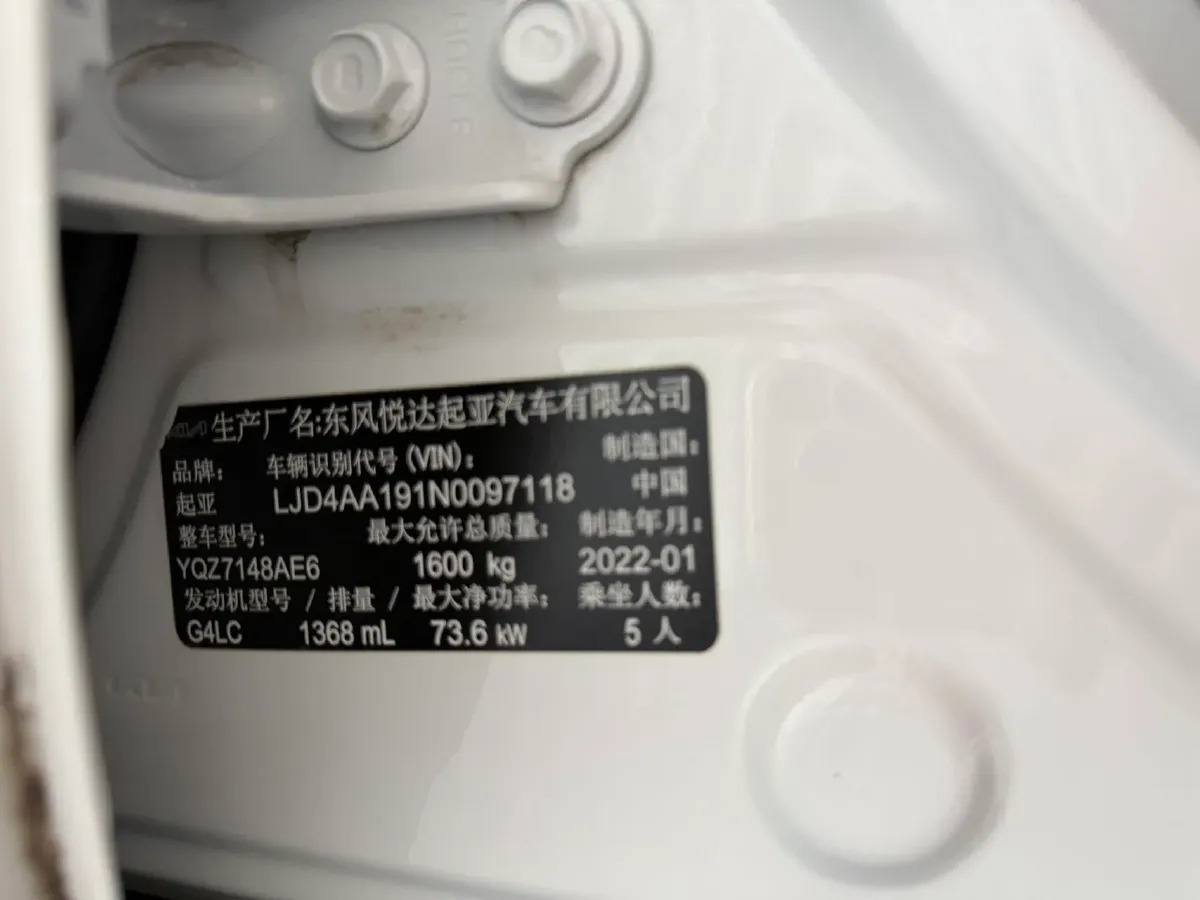 生产厂名:东风悦达起亚汽车有限公司
品牌: 车辆识别代号(VIN): 制造国:
起亚 LJD4AA191N0097118 中国
整车型号: 最大允许总质量: 制造年月:
YQZ7148AE6 1600 kg 2022-01
发动机型号 / 排量 / 最大净功率: 乘坐人数:
G4LC 1368 mL 73.6 kW 5 人